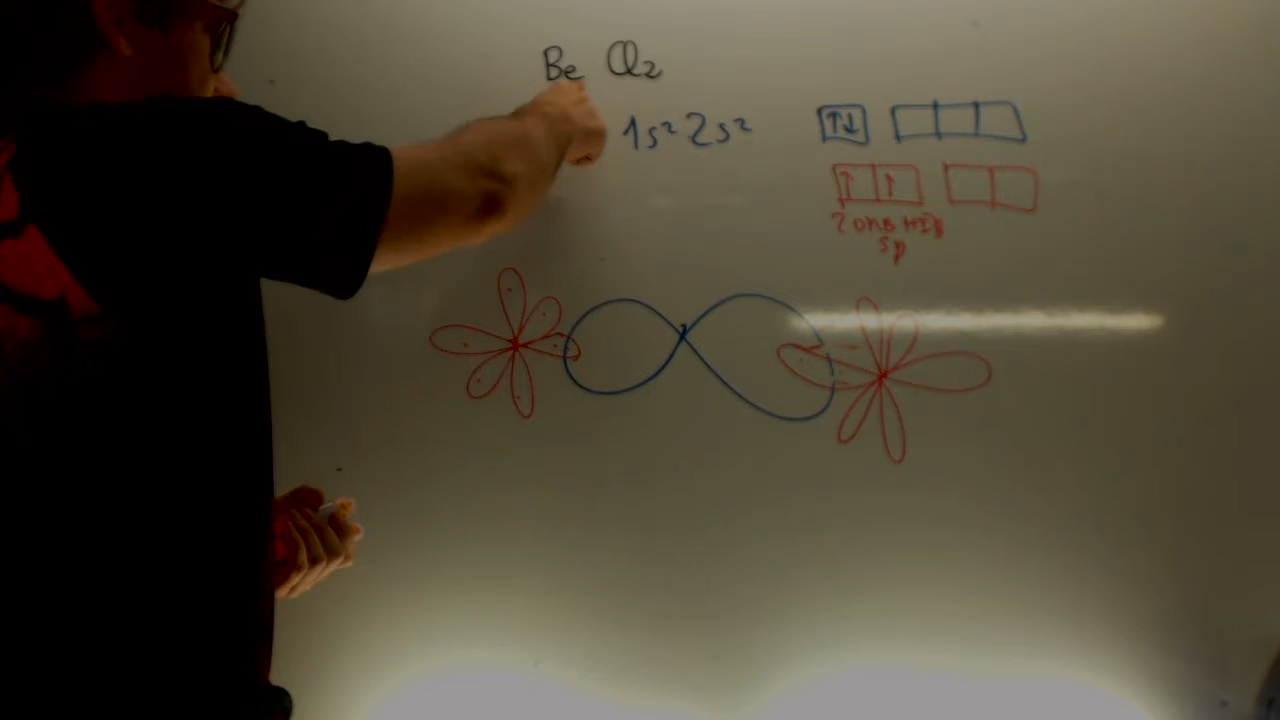 Be Cl₂
1s² 2s² ↑↓
↑ ↑
2 ORB HIB
sp